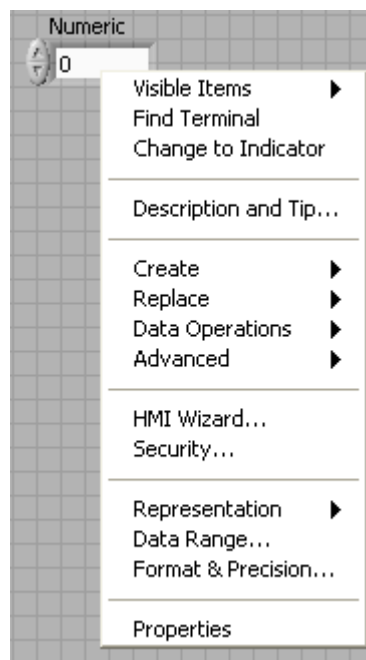 Numeric
0
Visible Items
Find Terminal
Change to Indicator
Description and Tip...
Create
Replace
Data Operations
Advanced
HMI Wizard...
Security...
Representation
Data Range...
Format & Precision...
Properties